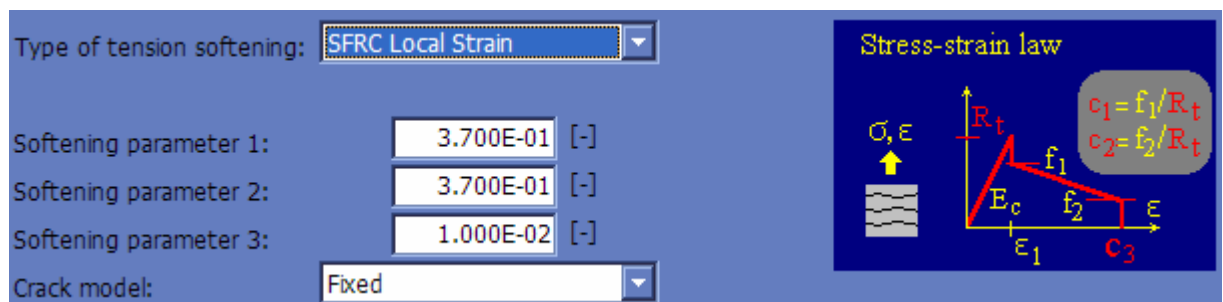 Type of tension softening: SFRC Local Strain
Softening parameter 1: 3.700E-01 [-]
Softening parameter 2: 3.700E-01 [-]
Softening parameter 3: 1.000E-02 [-]
Crack model: Fixed
Stress-strain law
c₁=f₁/Rₜ
c₂=f₂/Rₜ
Rₜ
σ,ε
f₁
E꜀
f₂
ε
ε₁
c₃